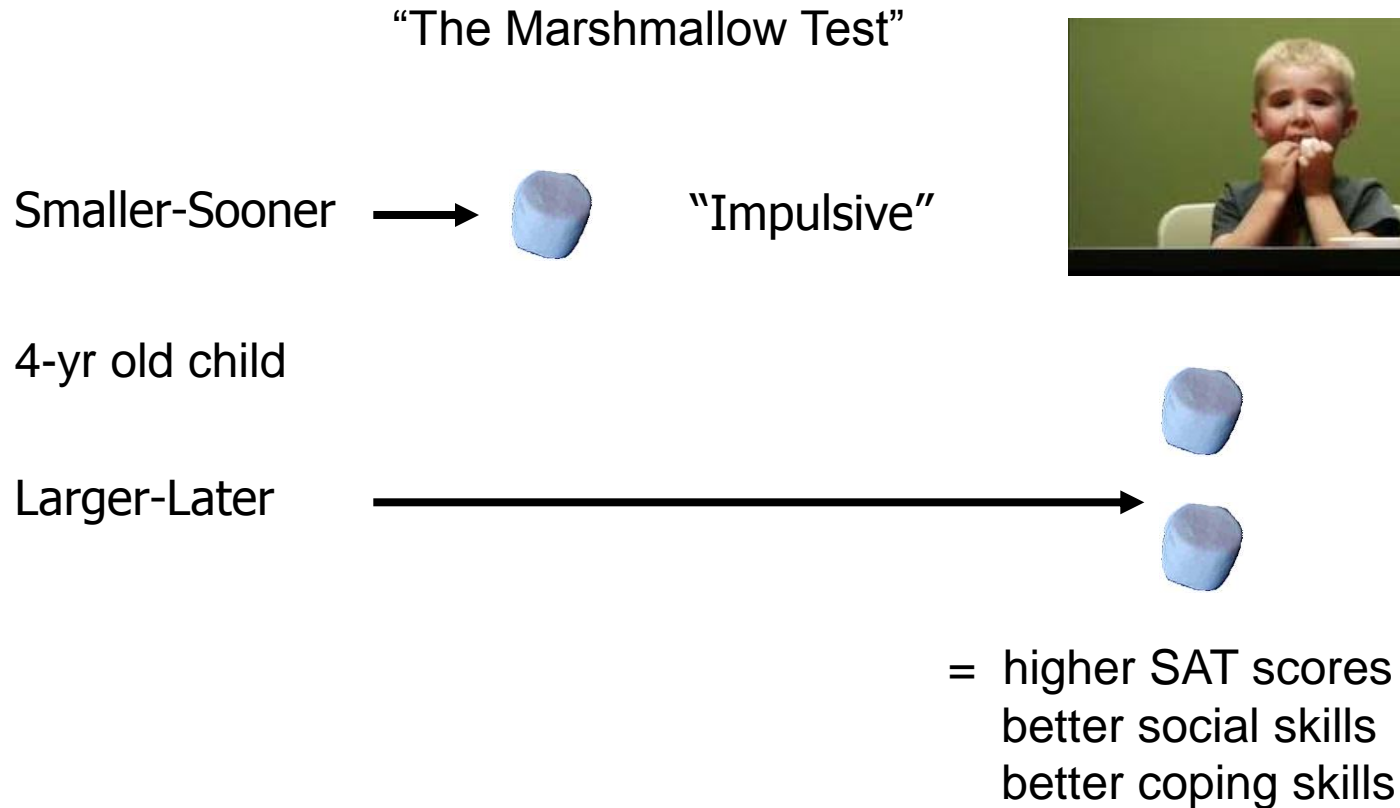 “The Marshmallow Test”
Smaller-Sooner
“Impulsive”
4-yr old child
Larger-Later
= higher SAT scores
better social skills
better coping skills